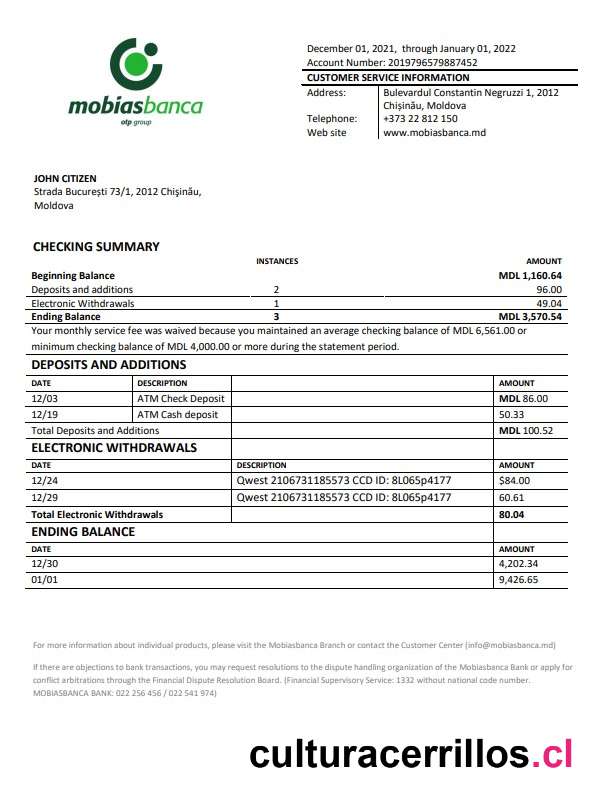 mobiasbanca
otp group
December 01, 2021, through January 01, 2022
Account Number: 2019796579887452
CUSTOMER SERVICE INFORMATION
Address: Bulevardul Constantin Negruzzi 1, 2012
Chișinău, Moldova
Telephone: +373 22 812 150
Web site www.mobiasbanca.md
JOHN CITIZEN
Strada București 73/1, 2012 Chișinău,
Moldova
CHECKING SUMMARY
INSTANCES AMOUNT
Beginning Balance MDL 1,160.64
Deposits and additions 2 96.00
Electronic Withdrawals 1 49.04
Ending Balance 3 MDL 3,570.54
Your monthly service fee was waived because you maintained an average checking balance of MDL 6,561.00 or
minimum checking balance of MDL 4,000.00 or more during the statement period.
DEPOSITS AND ADDITIONS
DATE DESCRIPTION AMOUNT
12/03 ATM Check Deposit MDL 86.00
12/19 ATM Cash deposit 50.33
Total Deposits and Additions MDL 100.52
ELECTRONIC WITHDRAWALS
DATE DESCRIPTION AMOUNT
12/24 Qwest 2106731185573 CCD ID: 8L065p4177 $84.00
12/29 Qwest 2106731185573 CCD ID: 8L065p4177 60.61
Total Electronic Withdrawals 80.04
ENDING BALANCE
DATE AMOUNT
12/30 4,202.34
01/01 9,426.65
For more information about individual products, please visit the Mobiasbanca Branch or contact the Customer Center (info@mobiasbanca.md)
If there are objections to bank transactions, you may request resolutions to the dispute handling organization of the Mobiasbanca Bank or apply for
conflict arbitrations through the Financial Dispute Resolution Board. (Financial Supervisory Service: 1332 without national code number.
MOBIASBANCA BANK: 022 256 456 / 022 541 974)
culturacerrillos.cl